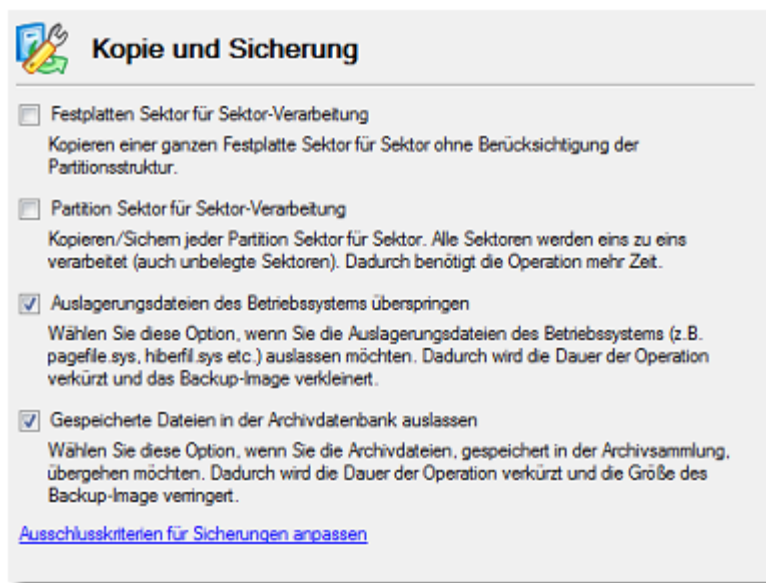 Kopie und Sicherung
Festplatten Sektor für Sektor-Verarbeitung
Kopieren einer ganzen Festplatte Sektor für Sektor ohne Berücksichtigung der
Partitionsstruktur.
Partition Sektor für Sektor-Verarbeitung
Kopieren/Sichern jeder Partition Sektor für Sektor. Alle Sektoren werden eins zu eins
verarbeitet (auch unbelegte Sektoren). Dadurch benötigt die Operation mehr Zeit.
Auslagerungsdateien des Betriebssystems überspringen
Wählen Sie diese Option, wenn Sie die Auslagerungsdateien des Betriebssystems (z.B.
pagefile.sys, hiberfil.sys etc.) auslassen möchten. Dadurch wird die Dauer der Operation
verkürzt und das Backup-Image verkleinert.
Gespeicherte Dateien in der Archivdatenbank auslassen
Wählen Sie diese Option, wenn Sie die Archivdateien, gespeichert in der Archivsammlung,
übergehen möchten. Dadurch wird die Dauer der Operation verkürzt und die Größe des
Backup-Image verringert.
Ausschlusskriterien für Sicherungen anpassen